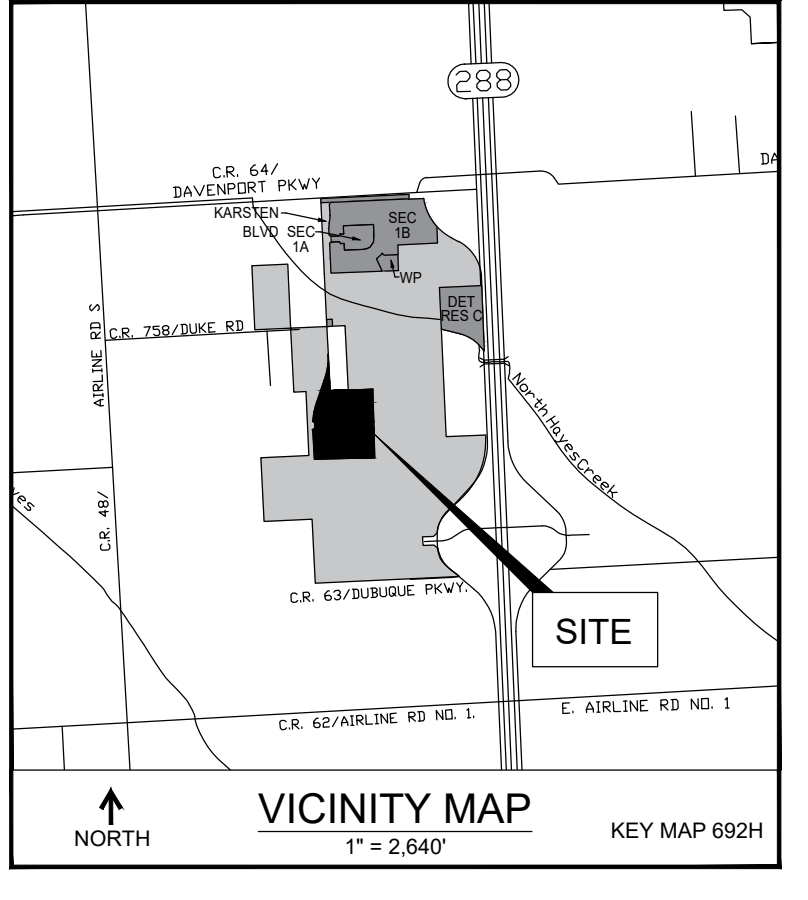 288
C.R. 64/
DAVENPORT PKWY
DA
KARSTEN
BLVD SEC
1A
SEC
1B
WP
DET
RES C
AIRLINE RD S
C.R. 758/DUKE RD
North Hayes Creek
yes
C.R. 48/
C.R. 63/DUBUQUE PKWY.
SITE
C.R. 62/AIRLINE RD NO. 1.
E. AIRLINE RD NO. 1
NORTH
VICINITY MAP
1" = 2,640'
KEY MAP 692H